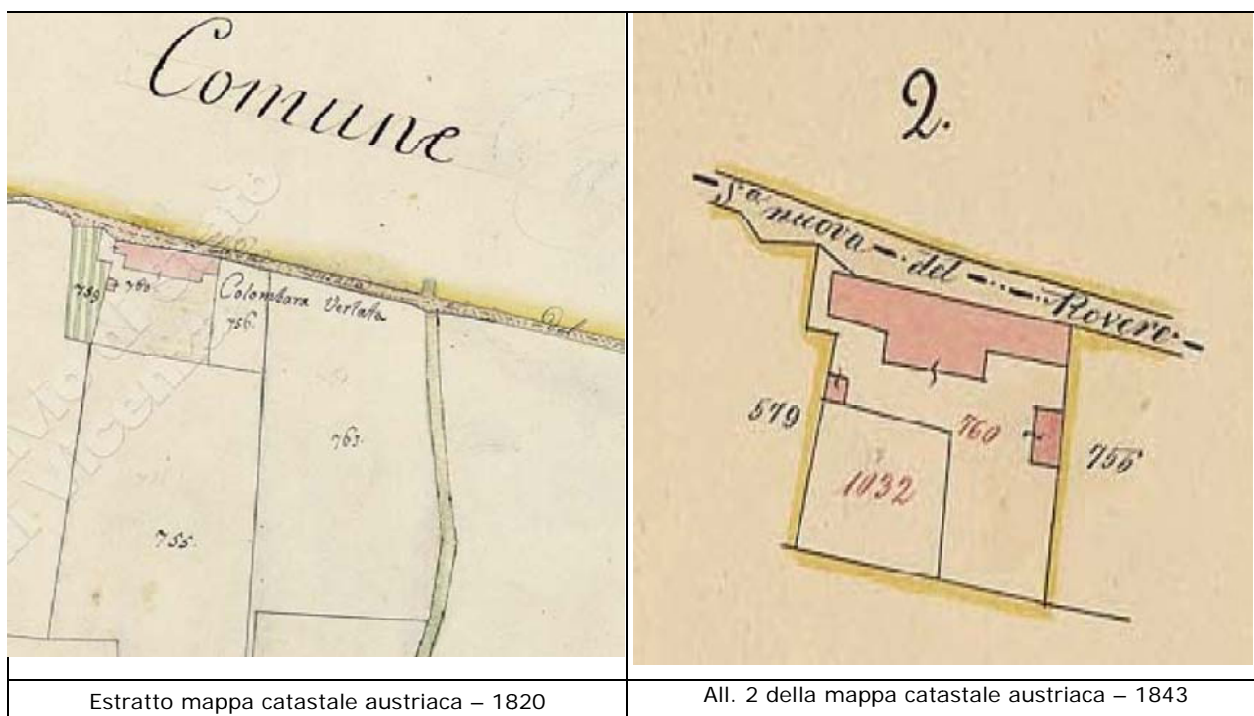 Comune
759
760
Colombara Vertata
756.
Del
763.
755.
Estratto mappa catastale austriaca – 1820
2.
S.a nuova del Rovere
579
760
756
1032
All. 2 della mappa catastale austriaca – 1843